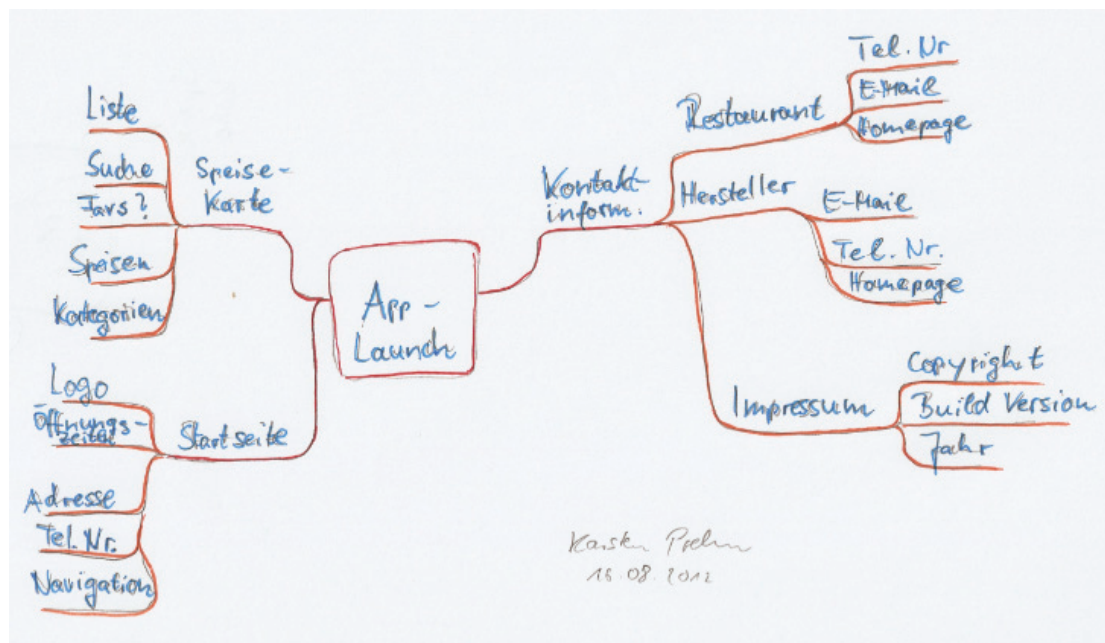 Liste
Suche
Favs?
Speisen
Kategorien
Speise-
Karte
Logo
Öffnungs-
zeiten
Adresse
Tel. Nr.
Navigation
Startseite
App -
Launch
Kontakt-
inform.
Restaurant
Tel. Nr
E-Mail
Homepage
Hersteller
E-Mail
Tel. Nr.
Homepage
Impressum
Copyright
Build Version
Jahr
08.2012